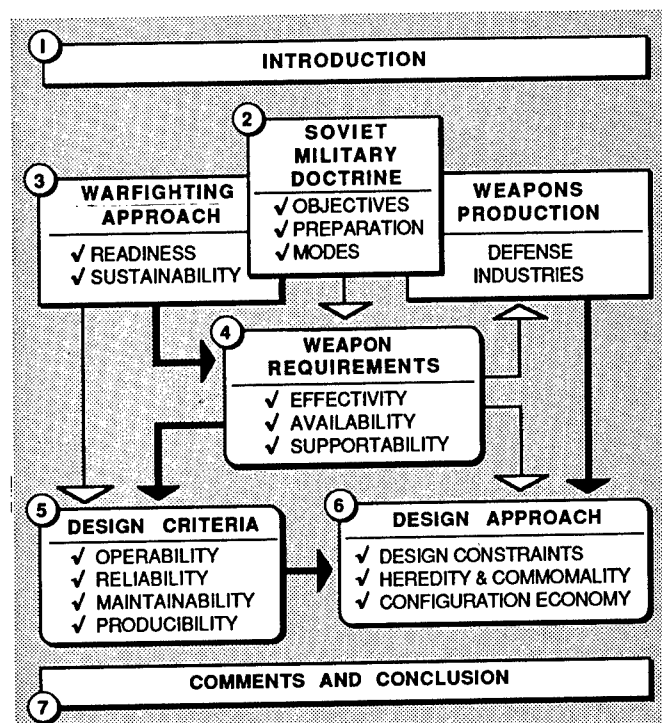 1
INTRODUCTION
2
SOVIET
MILITARY
DOCTRINE
√ OBJECTIVES
√ PREPARATION
√ MODES
3
WARFIGHTING
APPROACH
√ READINESS
√ SUSTAINABILITY
WEAPONS
PRODUCTION
DEFENSE
INDUSTRIES
4
WEAPON
REQUIREMENTS
√ EFFECTIVITY
√ AVAILABILITY
√ SUPPORTABILITY
5
DESIGN CRITERIA
√ OPERABILITY
√ RELIABILITY
√ MAINTAINABILITY
√ PRODUCIBILITY
6
DESIGN APPROACH
√ DESIGN CONSTRAINTS
√ HEREDITY & COMMOMALITY
√ CONFIGURATION ECONOMY
COMMENTS AND CONCLUSION
7